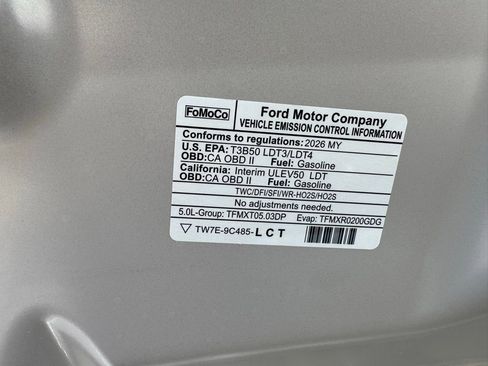 FoMoCo
Ford Motor Company
VEHICLE EMISSION CONTROL INFORMATION
Conforms to regulations: 2026 MY
U.S. EPA: T3B50 LDT3/LDT4
OBD: CA OBD II Fuel: Gasoline
California: Interim ULEV50 LDT
OBD: CA OBD II Fuel: Gasoline
TWC/DFI/SFI/WR-HO2S/HO2S
No adjustments needed.
5.0L-Group: TFMXT05.03DP Evap: TFMXR0200GDG
TW7E-9C485-LCT